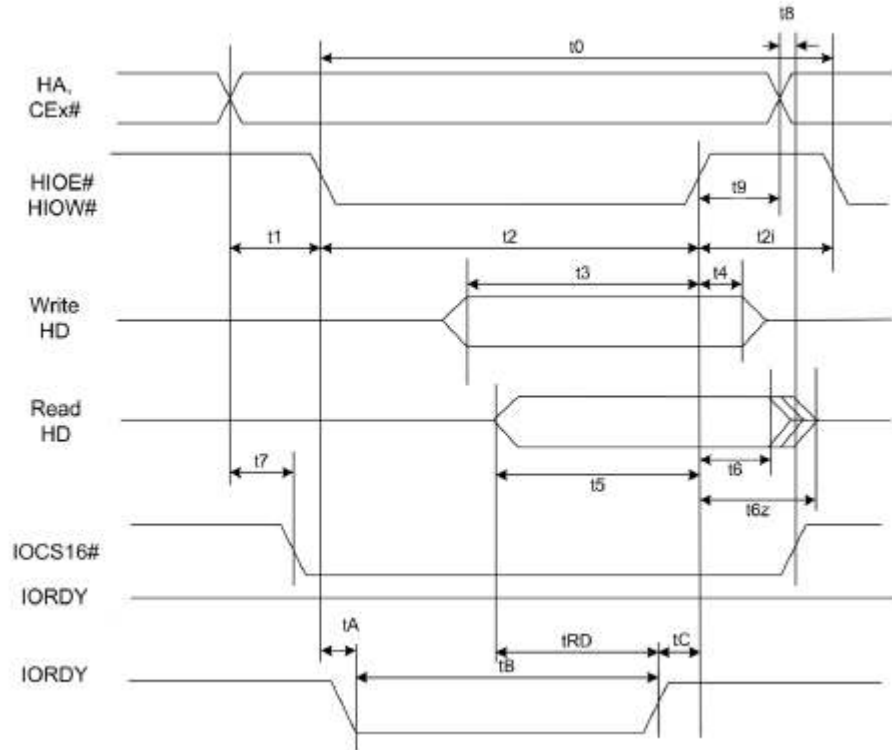 t8
t0
HA,
CEx#
HIOE#
HIOW#
t9
t1
t2
t2i
t3
t4
Write
HD
Read
HD
t7
t6
t5
t6z
IOCS16#
IORDY
tA
tRD
tC
tB
IORDY